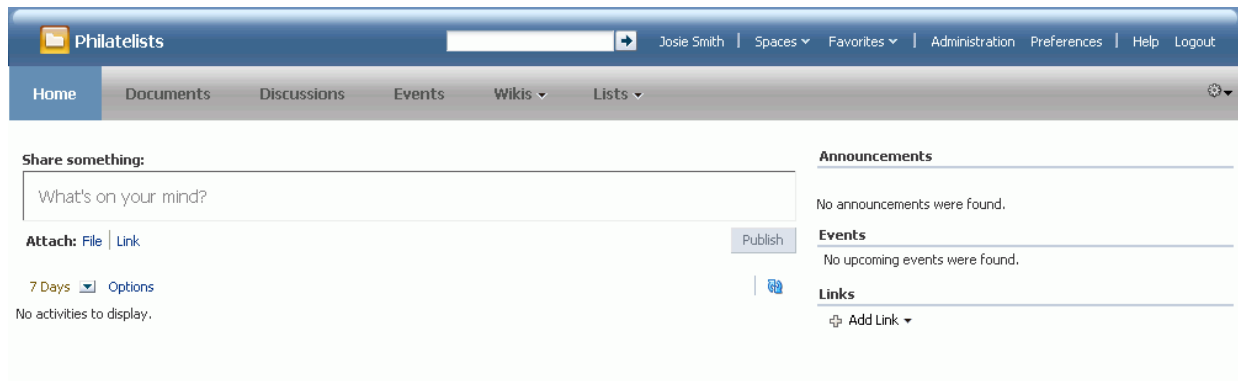 Philatelists
Josie Smith | Spaces Favorites | Administration Preferences | Help Logout
Home Documents Discussions Events Wikis Lists
Share something:
What's on your mind?
Attach: File | Link
Publish
7 Days Options
No activities to display.
Announcements
No announcements were found.
Events
No upcoming events were found.
Links
Add Link